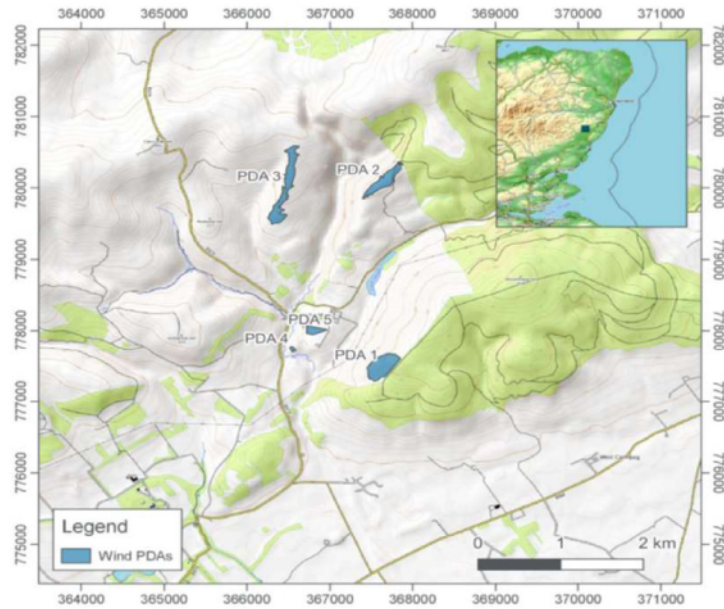 364000 365000 366000 367000 368000 369000 370000 371000
782000 782000
781000 781000
780000 780000
779000 779000
778000 778000
777000 777000
776000 776000
775000 775000
PDA 3
PDA 2
PDA 5
PDA 4
PDA 1
Legend
Wind PDAs
0 1 2 km
364000 365000 366000 367000 368000 369000 370000 371000